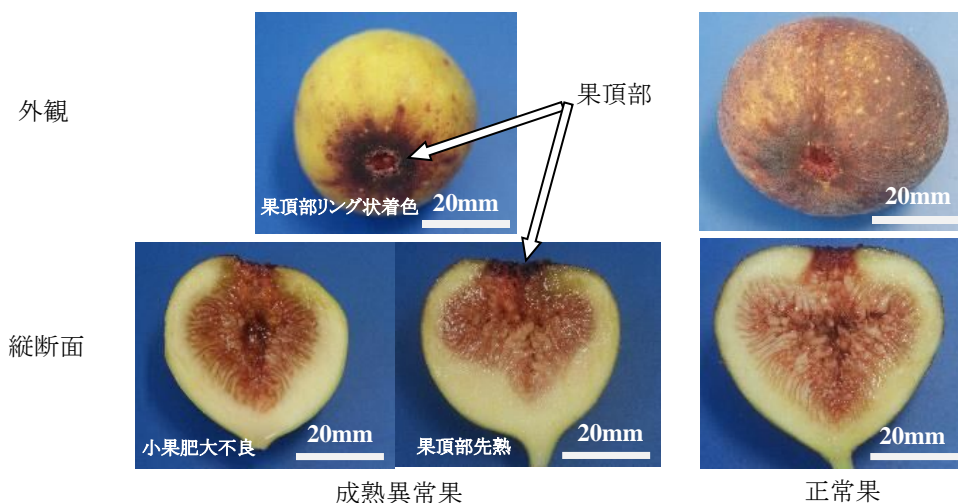 外観
果頂部
果頂部リング状着色
20mm
20mm
縦断面
小果肥大不良
20mm
果頂部先熟
20mm
20mm
成熟異常果
正常果